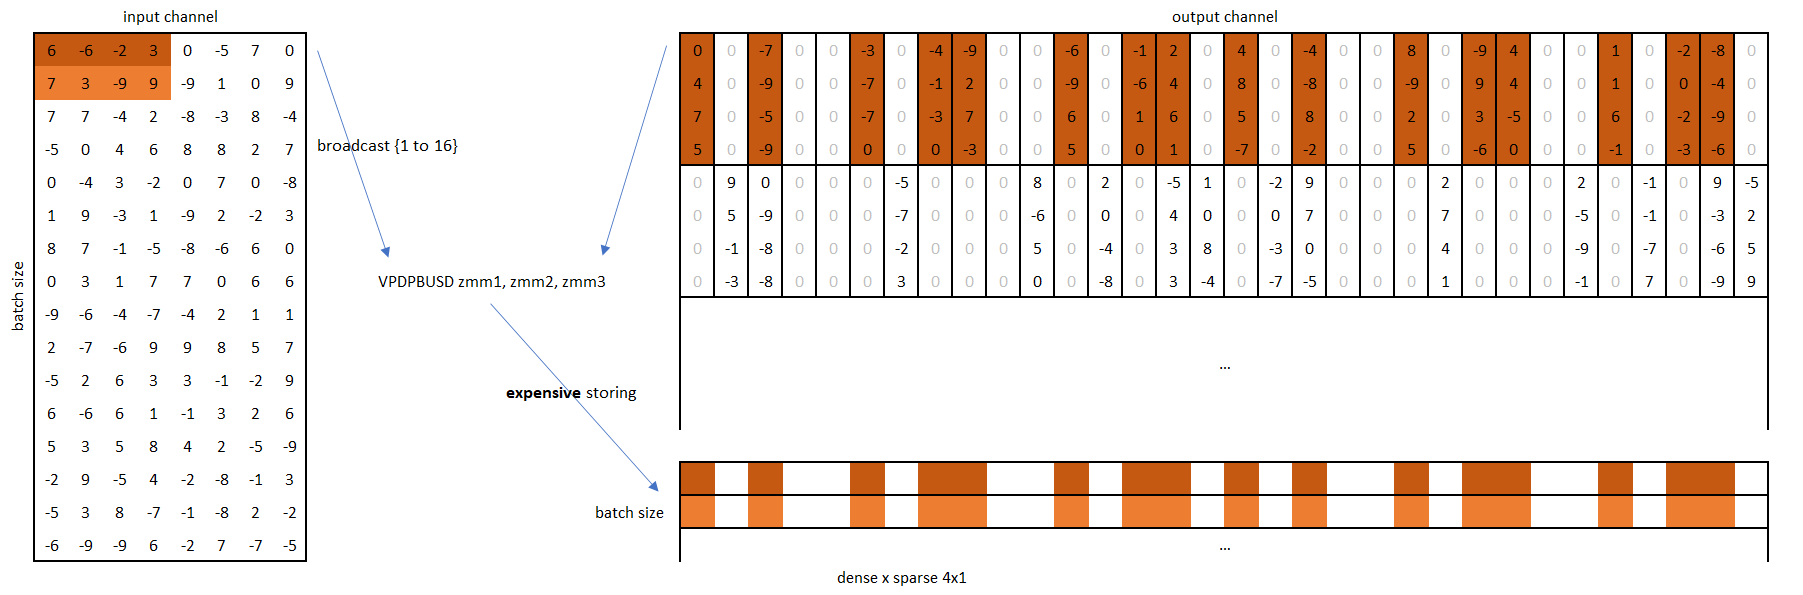 input channel
6 -6 -2 3 0 -5 7 0
7 3 -9 9 -9 1 0 9
7 7 -4 2 -8 -3 8 -4
-5 0 4 6 8 8 2 7
0 -4 3 -2 0 7 0 -8
1 9 -3 1 -9 2 -2 3
8 7 -1 -5 -8 -6 6 0
0 3 1 7 7 0 6 6
-9 -6 -4 -7 -4 2 1 1
2 -7 -6 9 9 8 5 7
-5 2 6 3 3 -1 -2 9
6 -6 6 1 -1 3 2 6
5 3 5 8 4 2 -5 -9
-2 9 -5 4 -2 -8 -1 3
-5 3 8 -7 -1 -8 2 -2
-6 -9 -9 6 -2 7 -7 -5
batch size
broadcast {1 to 16}
VPDPBUSD zmm1, zmm2, zmm3
expensive storing
output channel
0 0 -7 0 0 -3 0 -4 -9 0 0 -6 0 -1 2 0 4 0 -4 0 0 8 0 -9 4 0 0 1 0 -2 -8 0
4 0 -9 0 0 -7 0 -1 2 0 0 -9 0 -6 4 0 8 0 -8 0 0 -9 0 9 4 0 0 1 0 0 -4 0
7 0 -5 0 0 -7 0 -3 7 0 0 6 0 1 6 0 5 0 8 0 0 2 0 3 -5 0 0 6 0 -2 -9 0
5 0 -9 0 0 0 0 0 -3 0 0 5 0 0 1 0 -7 0 -2 0 0 5 0 -6 0 0 0 -1 0 -3 -6 0
0 9 0 0 0 0 -5 0 0 0 8 0 2 0 -5 1 0 -2 9 0 0 0 2 0 0 0 2 0 -1 0 9 -5
0 5 -9 0 0 0 -7 0 0 0 -6 0 0 0 4 0 0 0 7 0 0 0 7 0 0 0 -5 0 -1 0 -3 2
0 -1 -8 0 0 0 -2 0 0 0 5 0 -4 0 3 8 0 -3 0 0 0 0 4 0 0 0 -9 0 -7 0 -6 5
0 -3 -8 0 0 0 3 0 0 0 0 0 -8 0 3 -4 0 -7 -5 0 0 0 1 0 0 0 -1 0 7 0 -9 9
...
batch size
...
dense x sparse 4x1